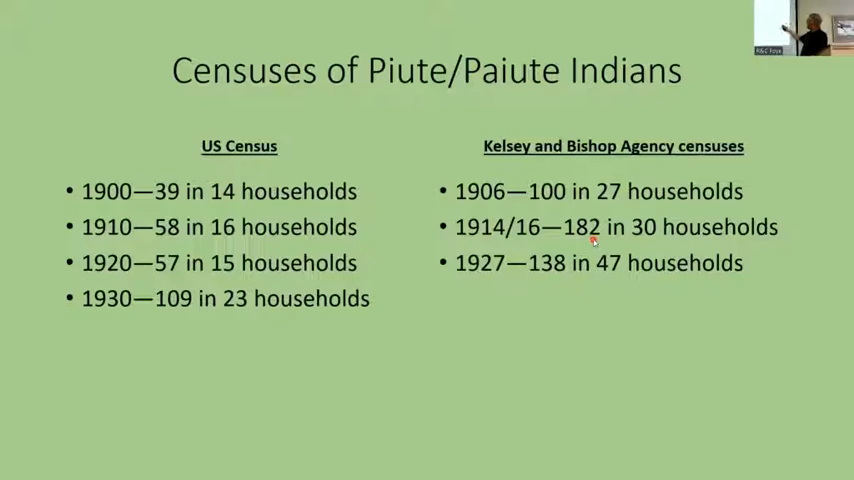 Censuses of Piute/Paiute Indians
US Census
• 1900—39 in 14 households
• 1910—58 in 16 households
• 1920—57 in 15 households
• 1930—109 in 23 households
Kelsey and Bishop Agency censuses
• 1906—100 in 27 households
• 1914/16—182 in 30 households
• 1927—138 in 47 households